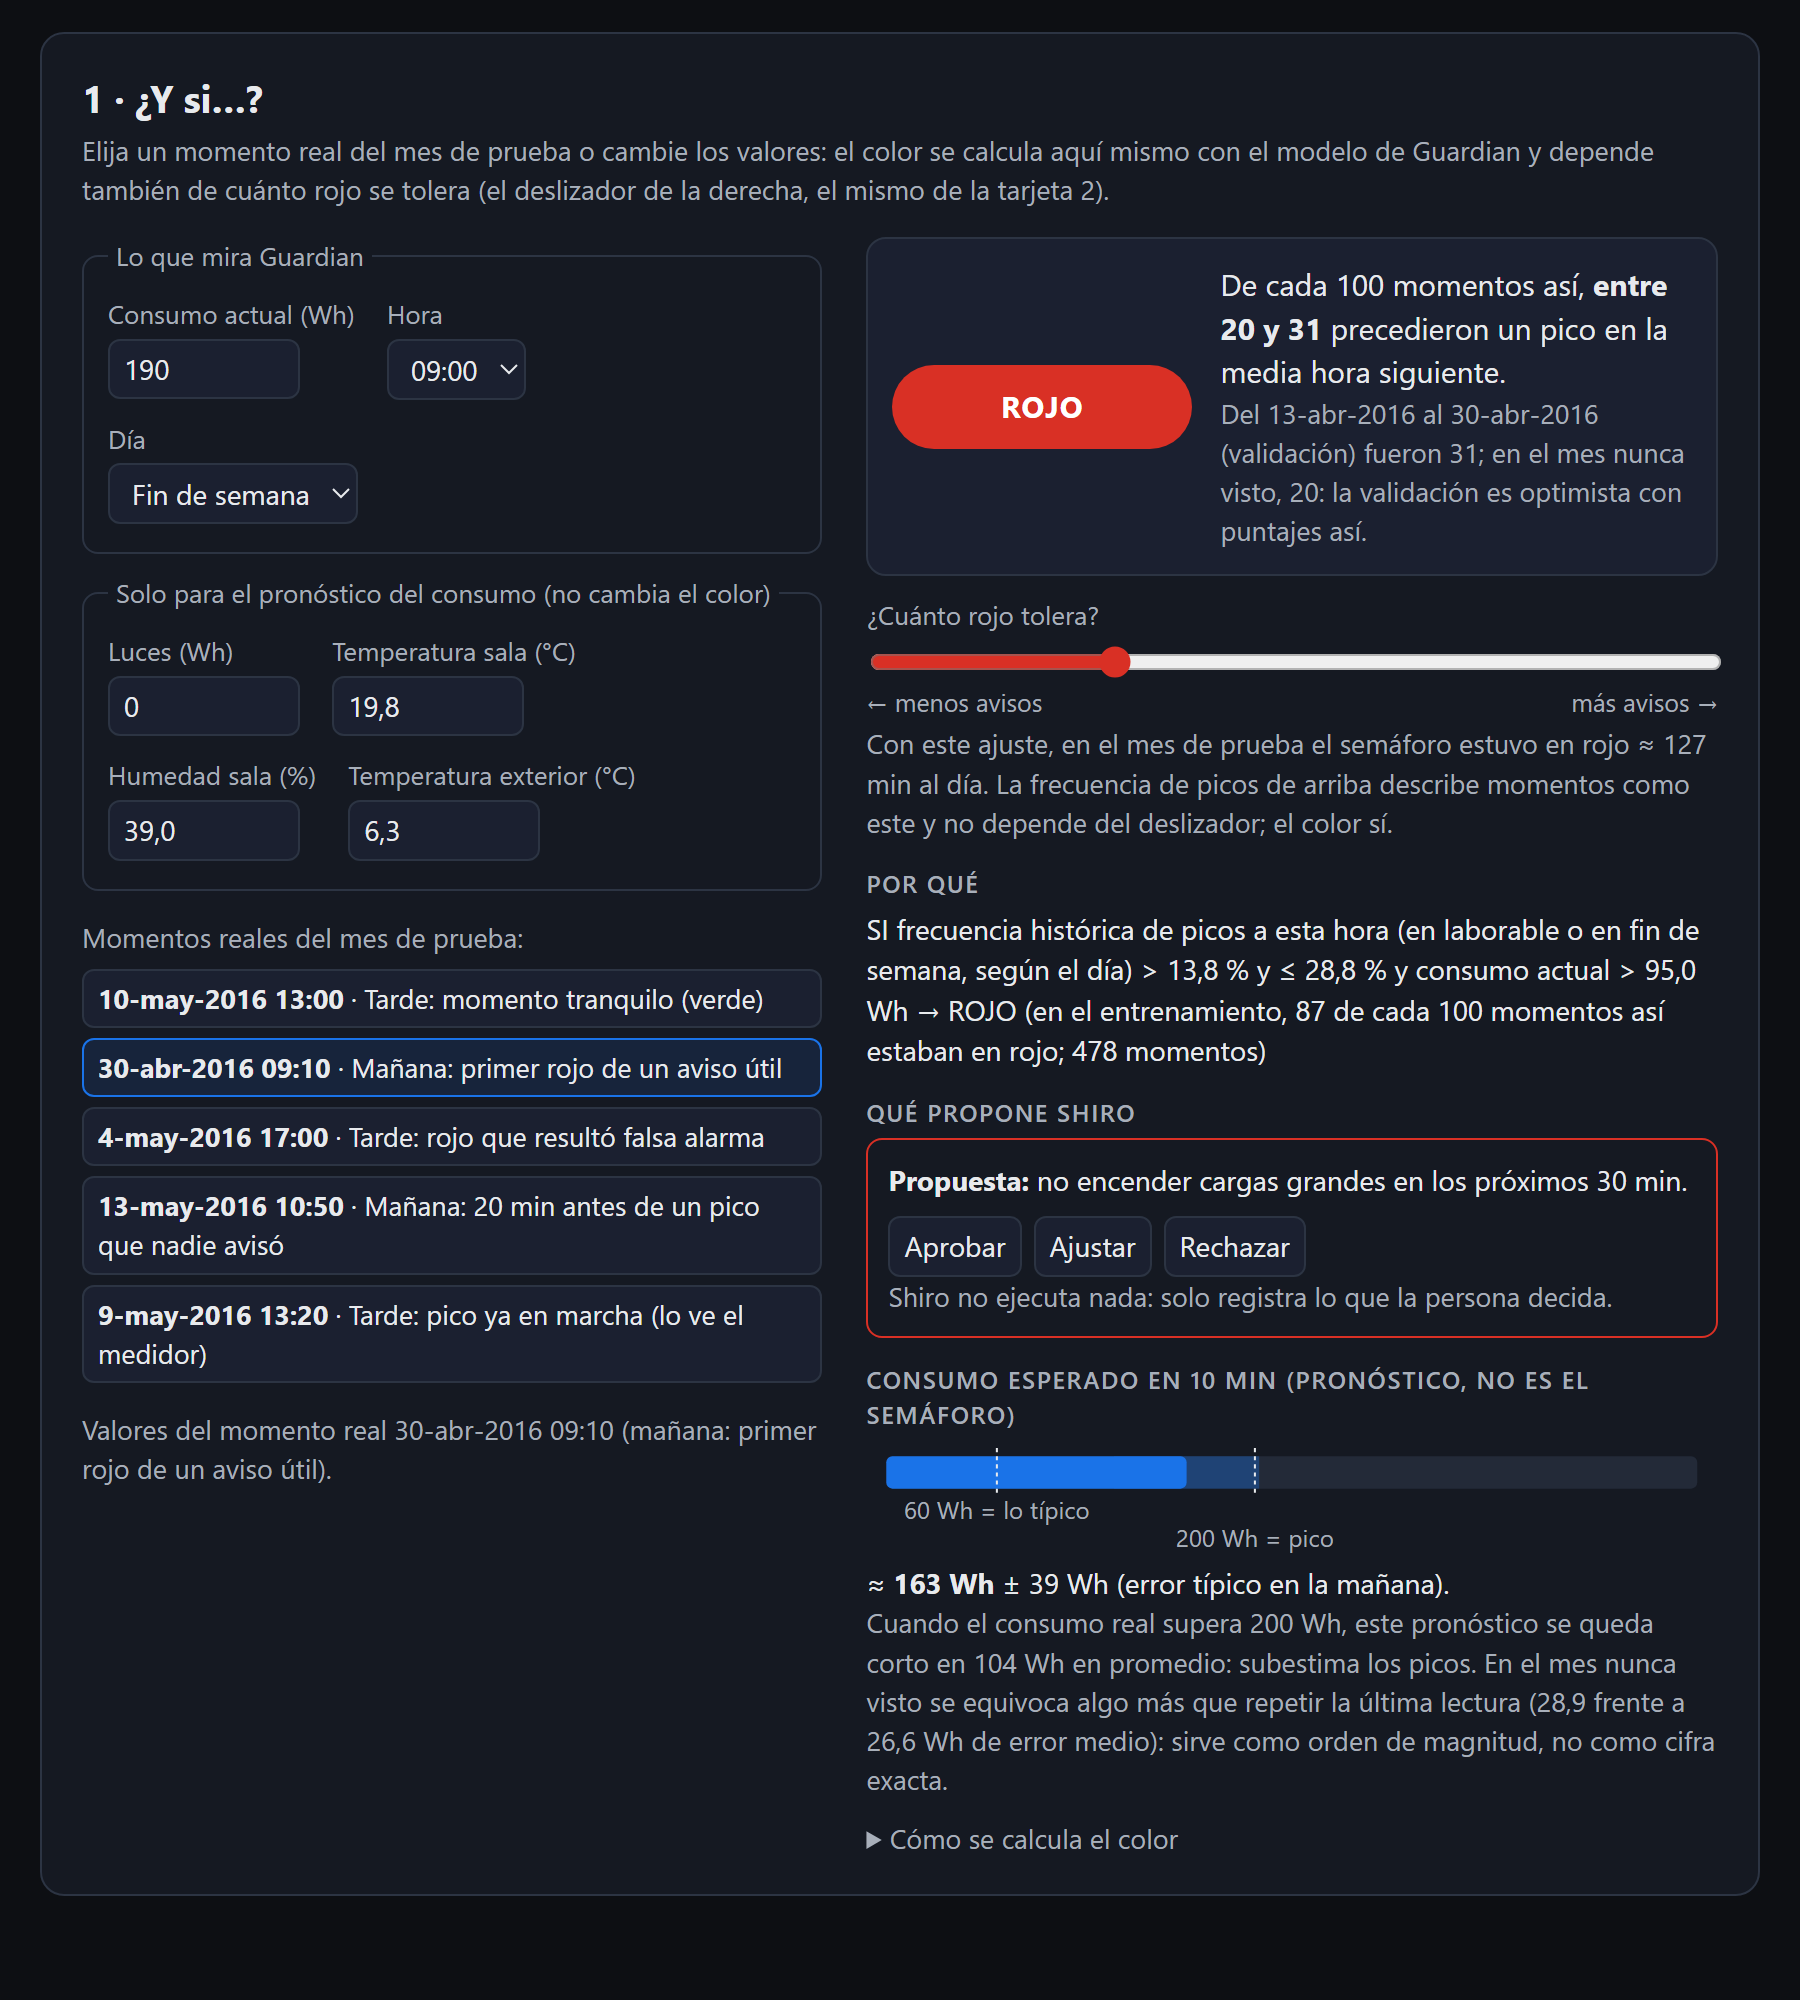 1 · ¿Y si...?
Elija un momento real del mes de prueba o cambie los valores: el color se calcula aquí mismo con el modelo de Guardian y depende
también de cuánto rojo se tolera (el deslizador de la derecha, el mismo de la tarjeta 2).
Lo que mira Guardian
Consumo actual (Wh) Hora
190 09:00
Día
Fin de semana
Solo para el pronóstico del consumo (no cambia el color)
Luces (Wh) Temperatura sala (°C)
0 19,8
Humedad sala (%) Temperatura exterior (°C)
39,0 6,3
Momentos reales del mes de prueba:
10-may-2016 13:00 · Tarde: momento tranquilo (verde)
30-abr-2016 09:10 · Mañana: primer rojo de un aviso útil
4-may-2016 17:00 · Tarde: rojo que resultó falsa alarma
13-may-2016 10:50 · Mañana: 20 min antes de un pico
que nadie avisó
9-may-2016 13:20 · Tarde: pico ya en marcha (lo ve el
medidor)
Valores del momento real 30-abr-2016 09:10 (mañana: primer
rojo de un aviso útil).
ROJO
De cada 100 momentos así, entre
20 y 31 precedieron un pico en la
media hora siguiente.
Del 13-abr-2016 al 30-abr-2016
(validación) fueron 31; en el mes nunca
visto, 20: la validación es optimista con
puntajes así.
¿Cuánto rojo tolera?
← menos avisos más avisos →
Con este ajuste, en el mes de prueba el semáforo estuvo en rojo ≈ 127
min al día. La frecuencia de picos de arriba describe momentos como
este y no depende del deslizador; el color sí.
POR QUÉ
SI frecuencia histórica de picos a esta hora (en laborable o en fin de
semana, según el día) > 13,8 % y ≤ 28,8 % y consumo actual > 95,0
Wh → ROJO (en el entrenamiento, 87 de cada 100 momentos así
estaban en rojo; 478 momentos)
QUÉ PROPONE SHIRO
Propuesta: no encender cargas grandes en los próximos 30 min.
Aprobar Ajustar Rechazar
Shiro no ejecuta nada: solo registra lo que la persona decida.
CONSUMO ESPERADO EN 10 MIN (PRONÓSTICO, NO ES EL
SEMÁFORO)
60 Wh = lo típico
200 Wh = pico
≈ 163 Wh ± 39 Wh (error típico en la mañana).
Cuando el consumo real supera 200 Wh, este pronóstico se queda
corto en 104 Wh en promedio: subestima los picos. En el mes nunca
visto se equivoca algo más que repetir la última lectura (28,9 frente a
26,6 Wh de error medio): sirve como orden de magnitud, no como cifra
exacta.
▶ Cómo se calcula el color